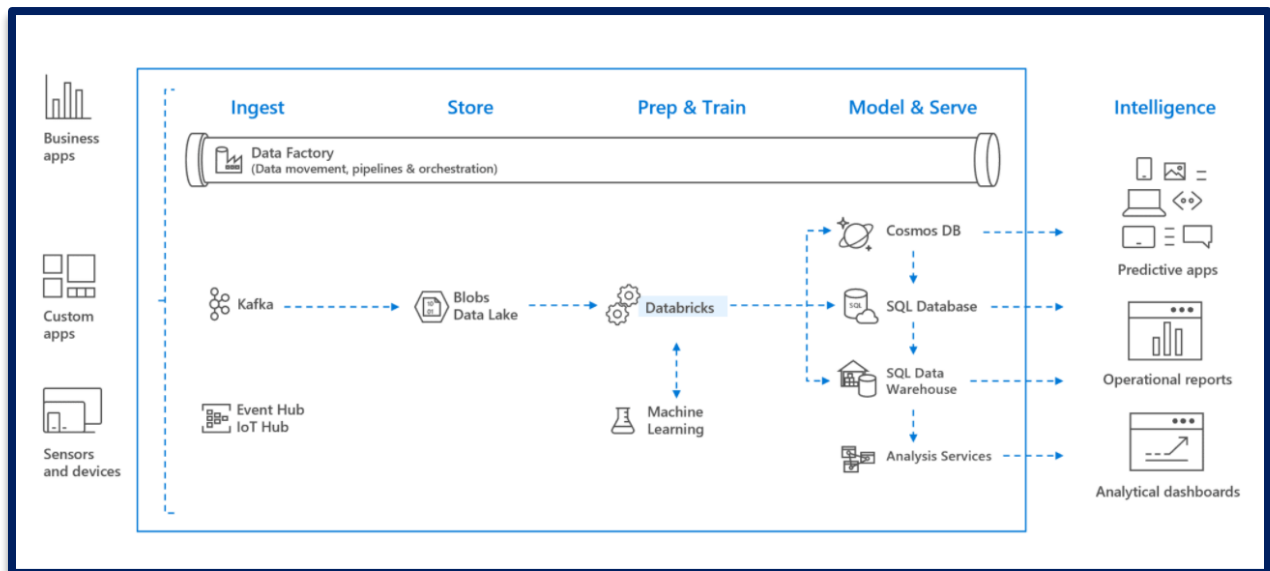 Ingest
Store
Prep & Train
Model & Serve
Intelligence
Business
apps
Data Factory
(Data movement, pipelines & orchestration)
Custom
apps
Kafka
Blobs
Data Lake
Databricks
Cosmos DB
SQL
SQL Database
SQL Data
Warehouse
Predictive apps
Operational reports
Sensors
and devices
Event Hub
IoT Hub
Machine
Learning
Analysis Services
Analytical dashboards